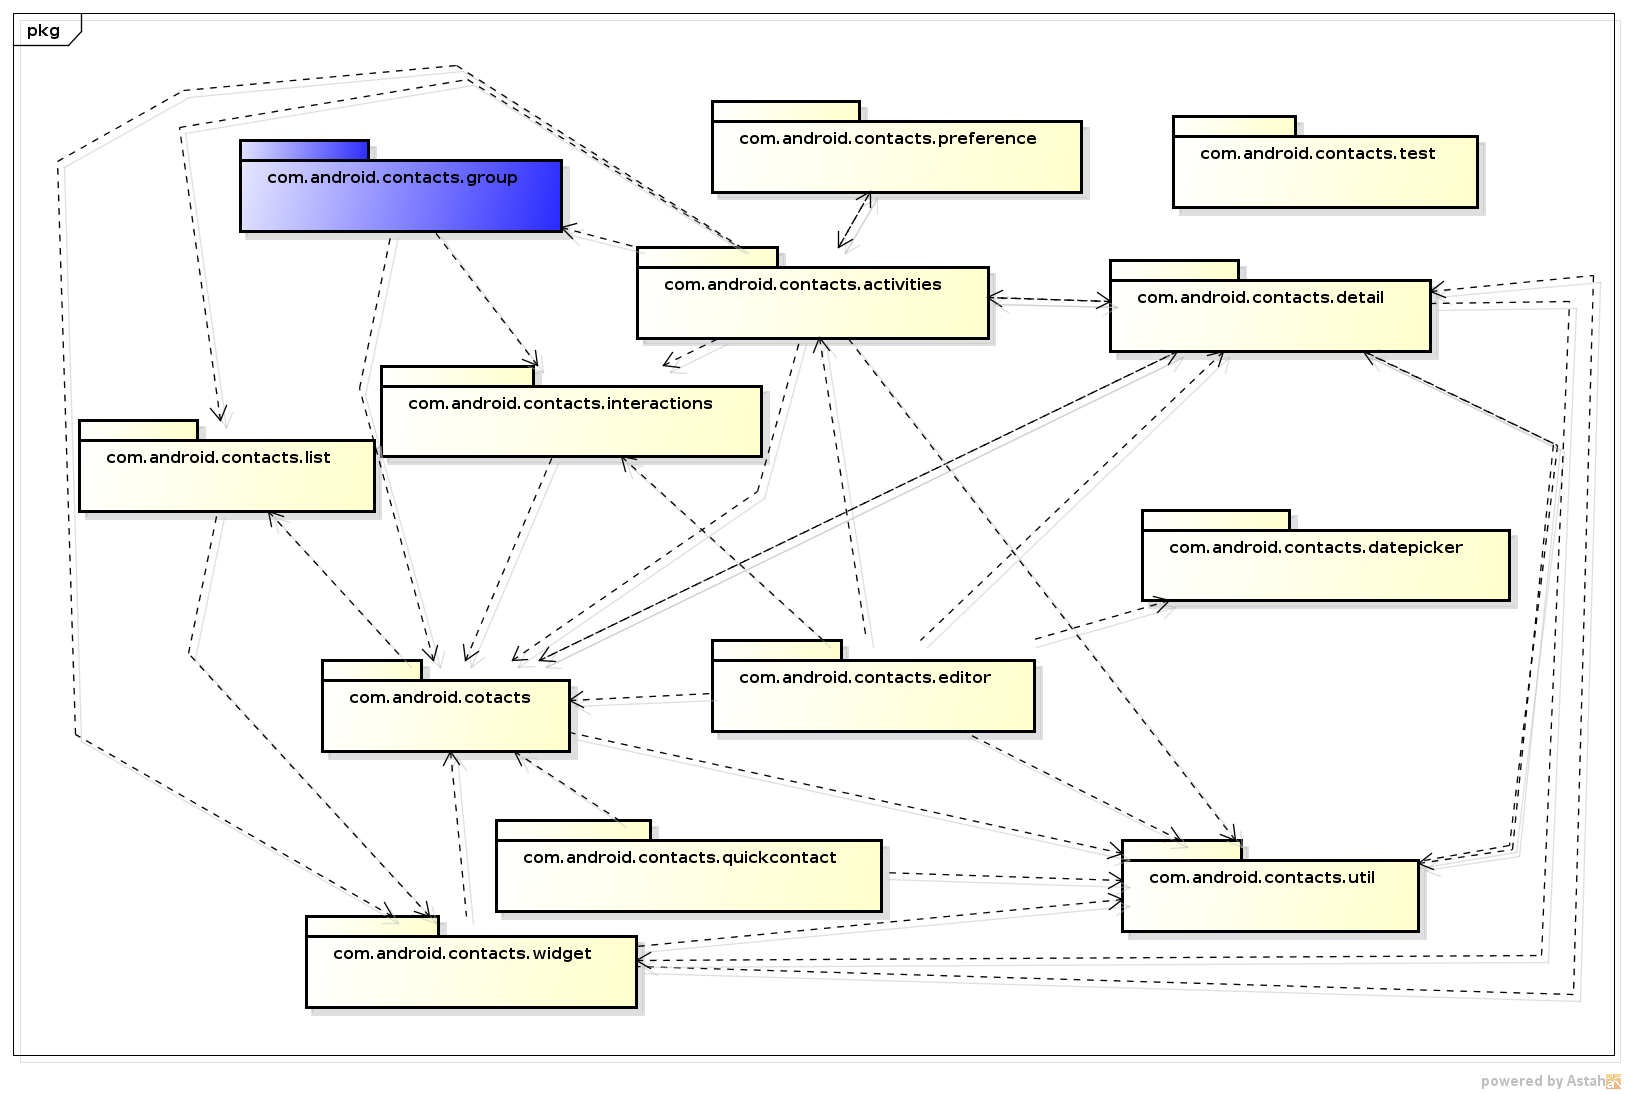 pkg
com.android.contacts.preference
com.android.contacts.test
com.android.contacts.group
com.android.contacts.activities
com.android.contacts.detail
com.android.contacts.interactions
com.android.contacts.list
com.android.contacts.datepicker
com.android.cotacts
com.android.contacts.editor
com.android.contacts.quickcontact
com.android.contacts.util
com.android.contacts.widget
powered by Astah